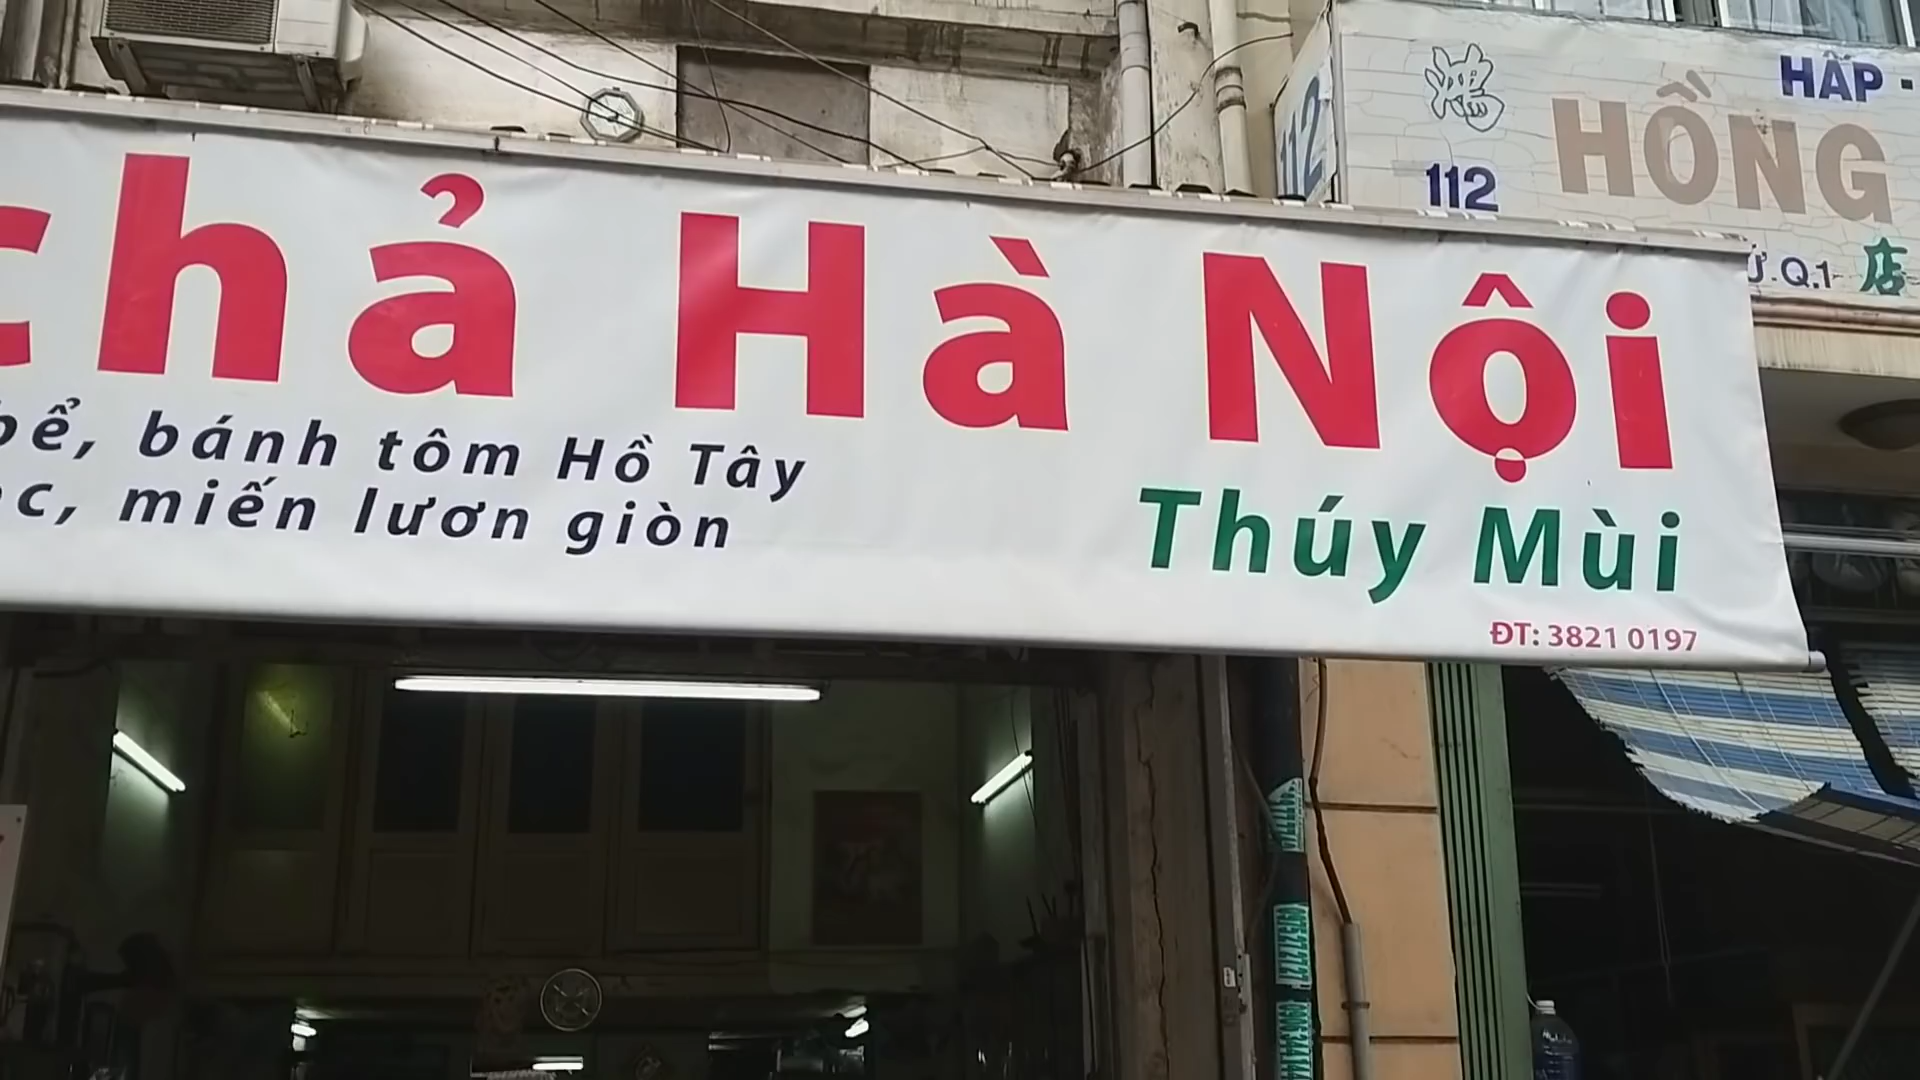 chả Hà Nội
bể, bánh tôm Hồ Tây
c, miến lươn giòn
Thúy Mùi
ĐT: 3821 0197
HẤP -
HỒNG
112
112
Q.1
店